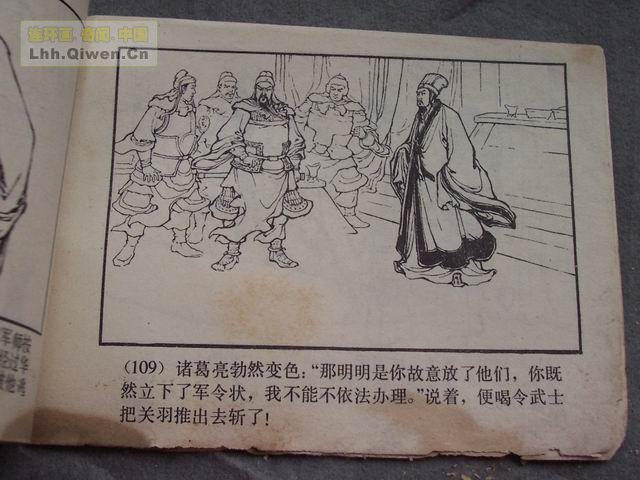 连环画·奇闻·中国
Lhh.Qiwen.Cn
(109) 诸葛亮勃然变色：“那明明是你故意放了他们，你既
然立下了军令状，我不能不依法办理。”说着，便喝令武士
把关羽推出去斩了！